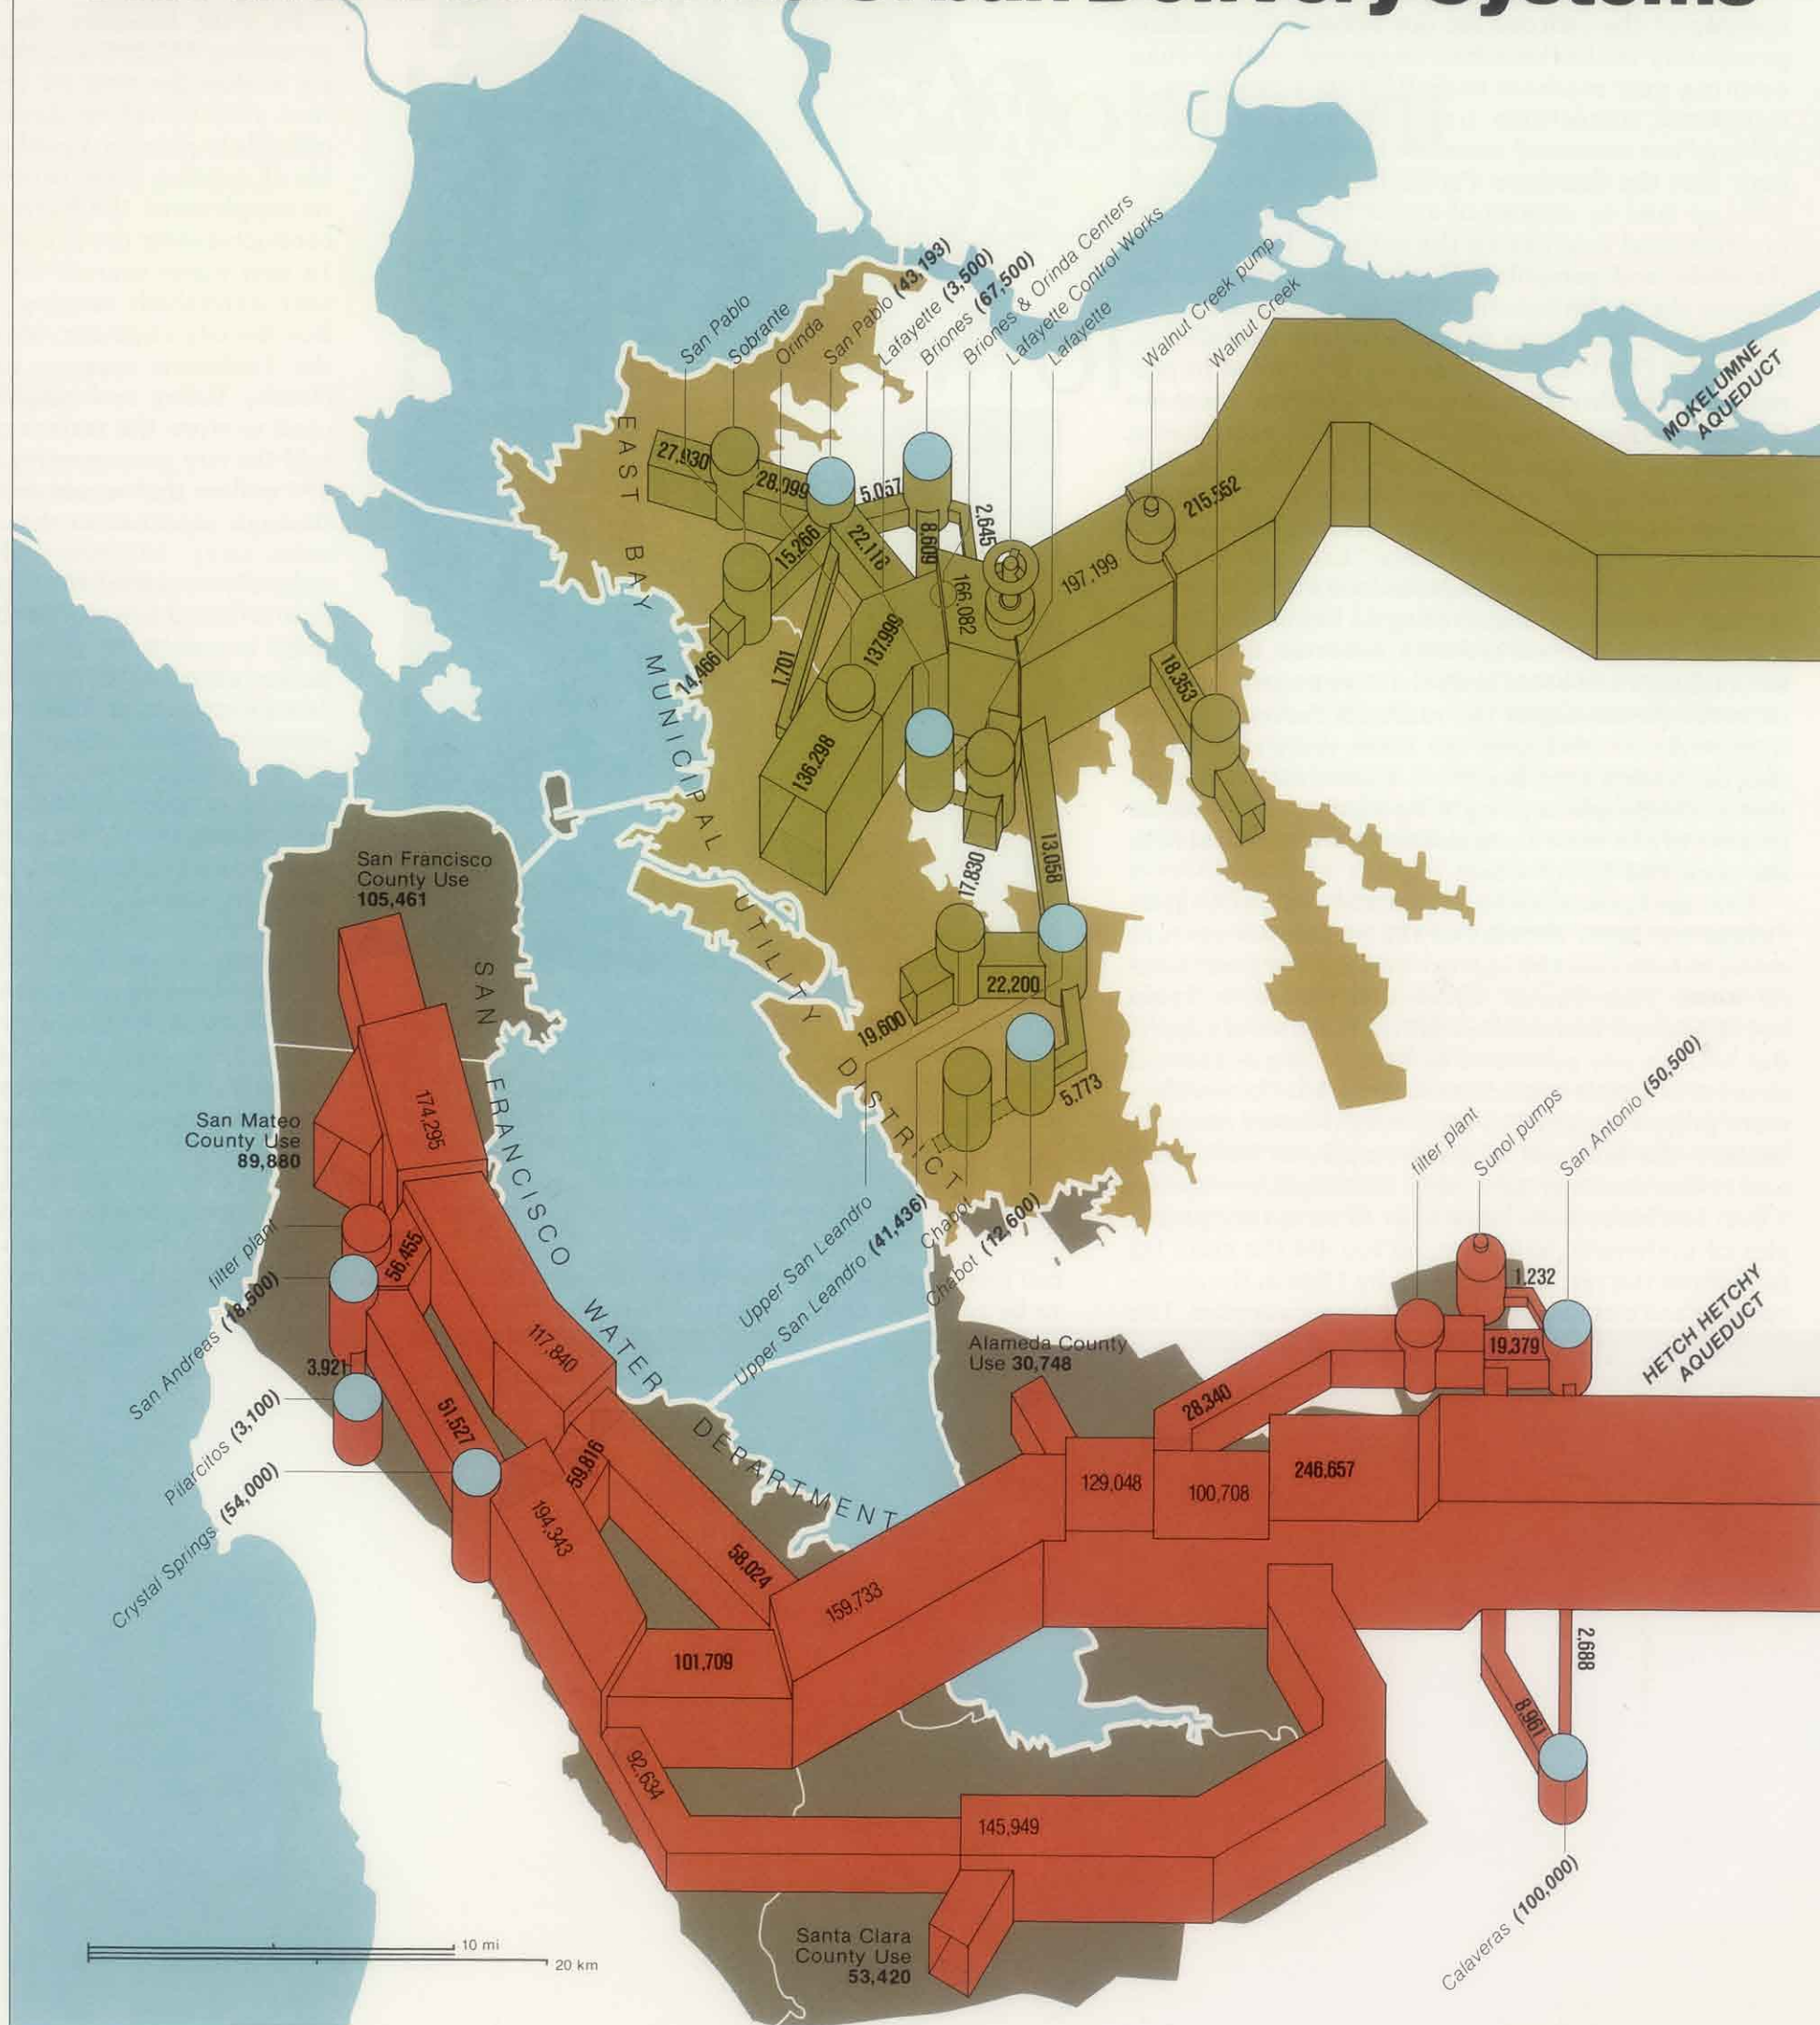 Urban Delivery Systems
San Pablo
Sobrante
Orinda
San Pablo (43,193)
Lafayette (3,500)
Briones (67,500)
Briones & Orinda Centers
Lafayette Control Works
Lafayette
Walnut Creek pump
Walnut Creek
MOKELUMNE
AQUEDUCT
EAST BAY MUNICIPAL UTILITY DISTRICT
27,930
28,099
5,057
2,645
215,552
15,266
22,118
8,609
166,082
197,199
14,466
1,701
137,999
18,353
136,298
17,830
13,058
22,200
19,600
5,773
Upper San Leandro
Upper San Leandro (41,436)
Chabot
Chabot (12,600)
San Francisco
County Use
105,461
SAN FRANCISCO WATER DEPARTMENT
174,295
San Mateo
County Use
89,880
filter plant
San Andreas (18,500)
Pilarcitos (3,100)
Crystal Springs (54,000)
56,455
3,921
117,840
51,527
59,816
194,343
58,024
159,733
101,709
92,634
145,949
Alameda County
Use 30,748
129,048
100,708
246,657
28,340
filter plant
Sunol pumps
San Antonio (50,500)
1,232
19,379
HETCH HETCHY
AQUEDUCT
2,688
8,961
Calaveras (100,000)
Santa Clara
County Use
53,420
10 mi
20 km